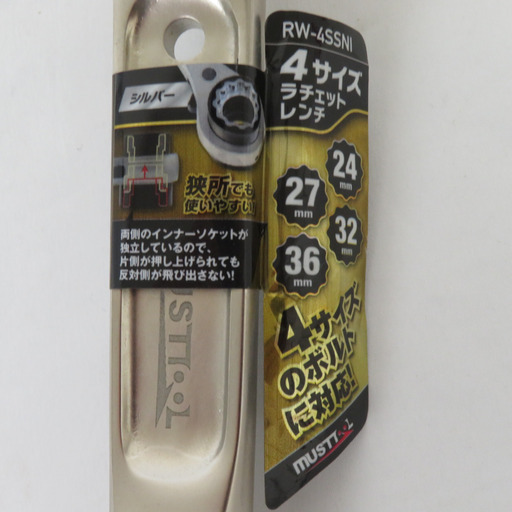 シルバー
狭所でも
使いやすい!
両側のインナーソケットが
独立しているので、
片側が押し上げられても
反対側が飛び出さない!
MUSTTOOL
RW-4SSNI
4サイズ
ラチェット
レンチ
24
mm
27
mm
32
mm
36
mm
4サイズ
のボルト
に対応!
MUSTTOOL